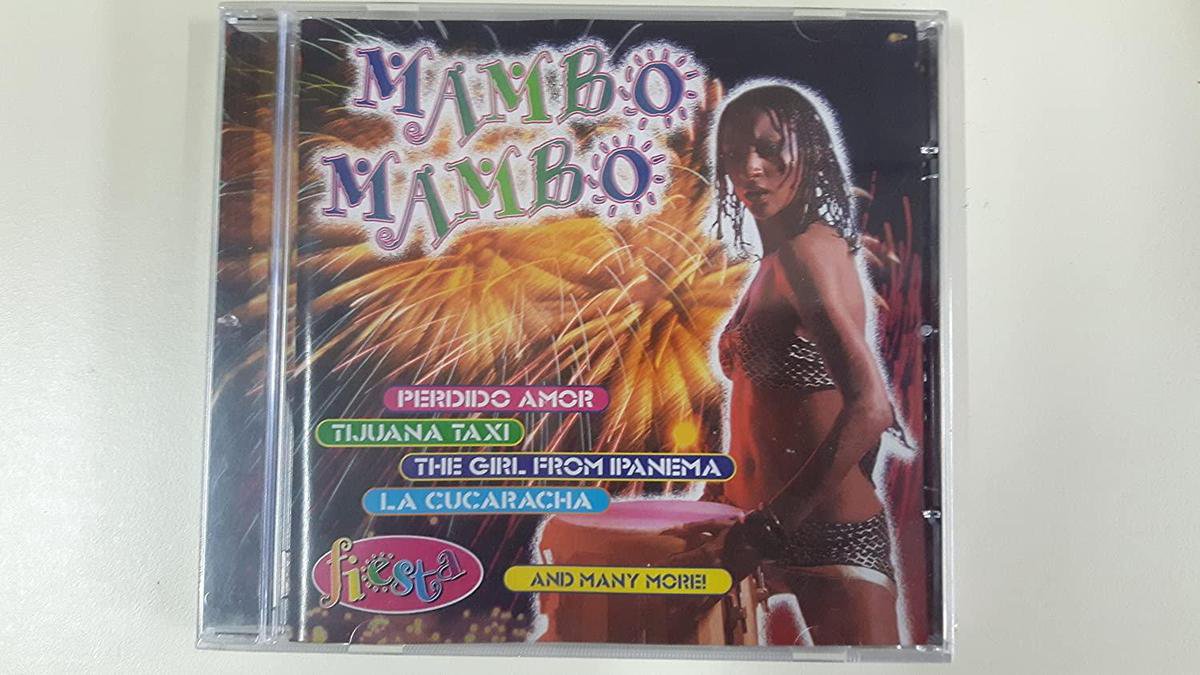 MAMBO
MAMBO
PERDIDO AMOR
TIJUANA TAXI
THE GIRL FROM IPANEMA
LA CUCARACHA
fiesta
AND MANY MORE!